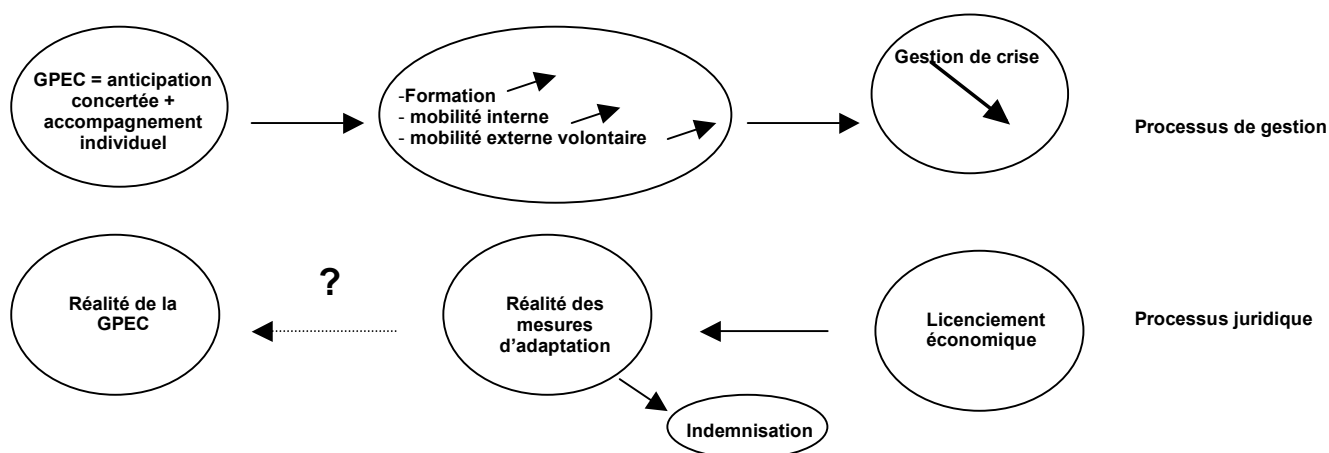 GPEC = anticipation
concertée +
accompagnement
individuel
-Formation
- mobilité interne
- mobilité externe volontaire
Gestion de crise
Processus de gestion
Réalité de la
GPEC
?
Réalité des
mesures
d’adaptation
Licenciement
économique
Processus juridique
Indemnisation